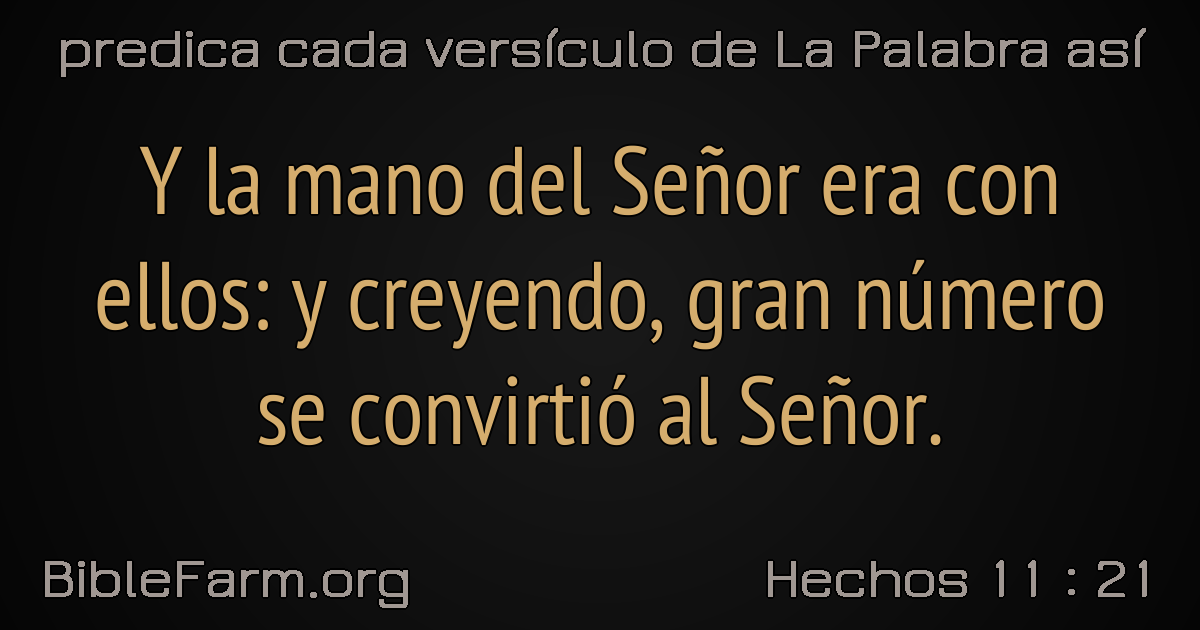 predica cada versículo de La Palabra así
Y la mano del Señor era con
ellos: y creyendo, gran número
se convirtió al Señor.
BibleFarm.org
Hechos 11 : 21